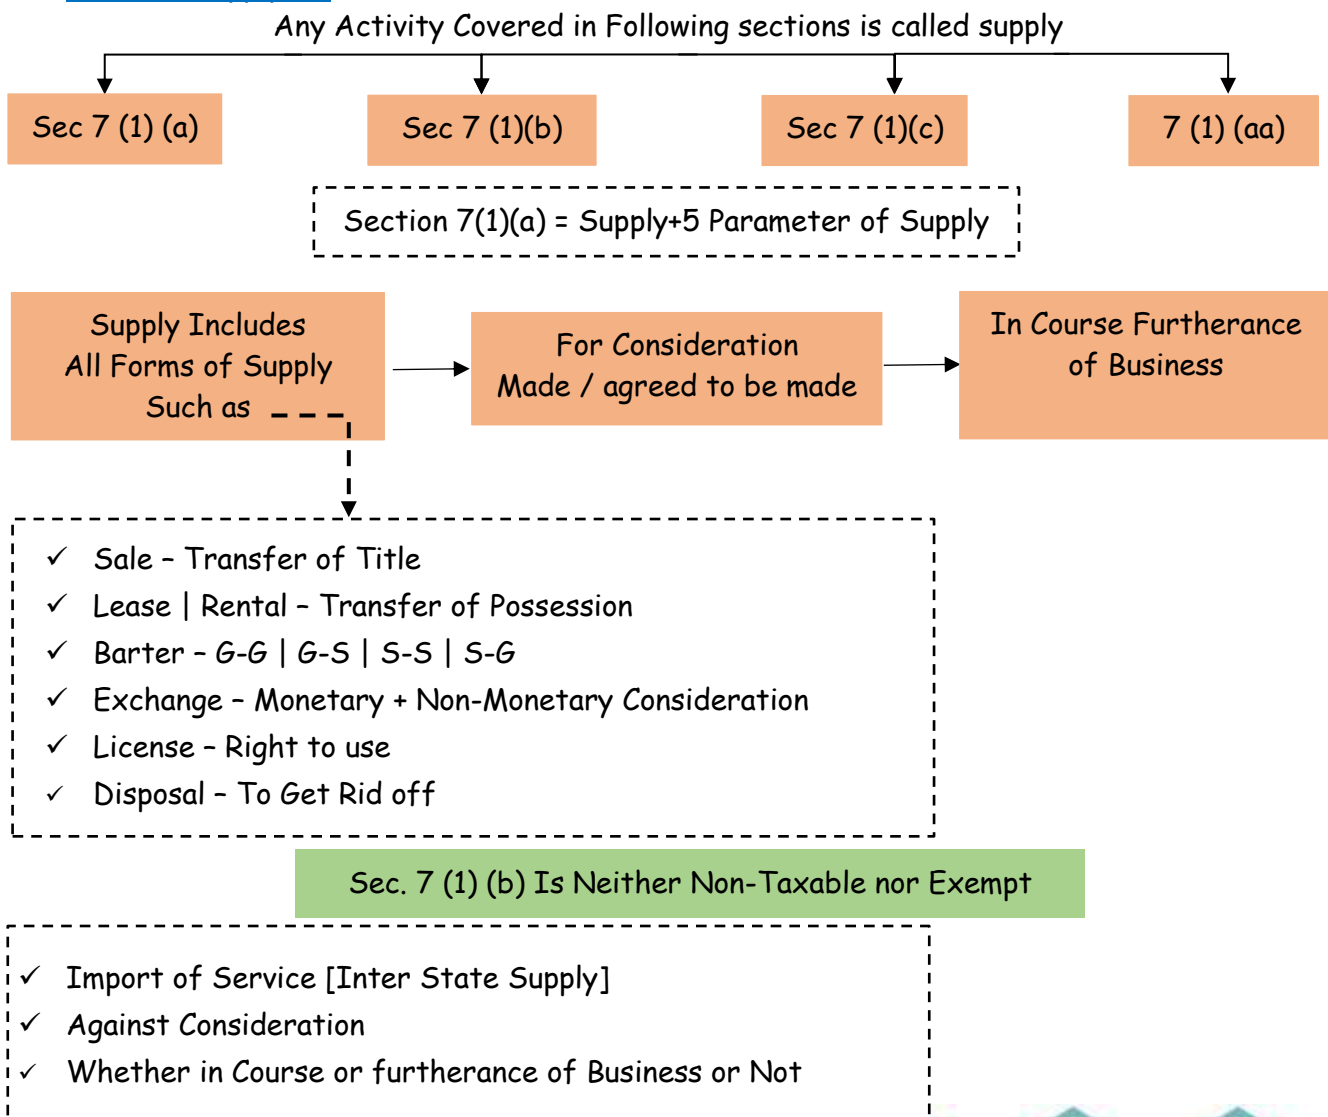 Any Activity Covered in Following sections is called supply
Sec 7 (1) (a)
Sec 7 (1)(b)
Sec 7 (1)(c)
7 (1) (aa)
Section 7(1)(a) = Supply+5 Parameter of Supply
Supply Includes
All Forms of Supply
Such as
For Consideration
Made / agreed to be made
In Course Furtherance
of Business
✓ Sale – Transfer of Title
✓ Lease | Rental – Transfer of Possession
✓ Barter – G-G | G-S | S-S | S-G
✓ Exchange – Monetary + Non-Monetary Consideration
✓ License – Right to use
✓ Disposal – To Get Rid off
Sec. 7 (1) (b) Is Neither Non-Taxable nor Exempt
✓ Import of Service [Inter State Supply]
✓ Against Consideration
✓ Whether in Course or furtherance of Business or Not